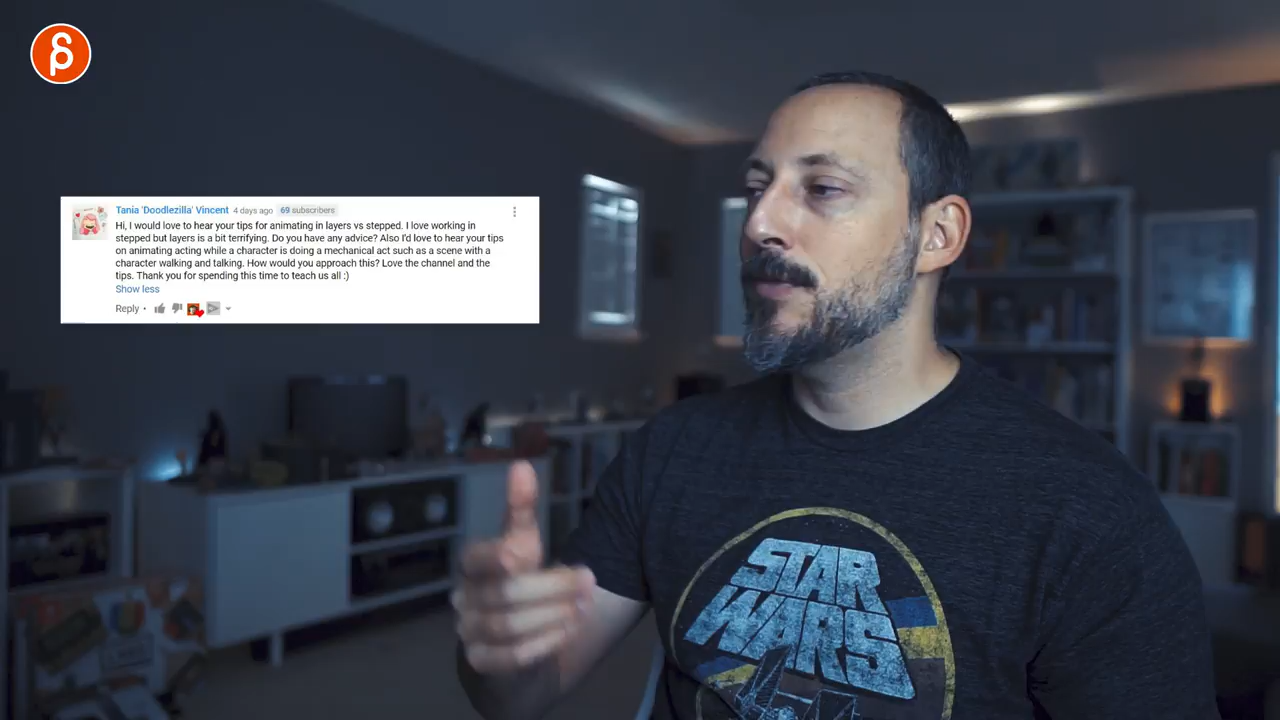 Tania 'Doodlezilla' Vincent 4 days ago 69 subscribers
Hi, I would love to hear your tips for animating in layers vs stepped. I love working in
stepped but layers is a bit terrifying. Do you have any advice? Also I'd love to hear your tips
on animating acting while a character is doing a mechanical act such as a scene with a
character walking and talking. How would you approach this? Love the channel and the
tips. Thank you for spending this time to teach us all :)
Show less
Reply
STAR
WARS